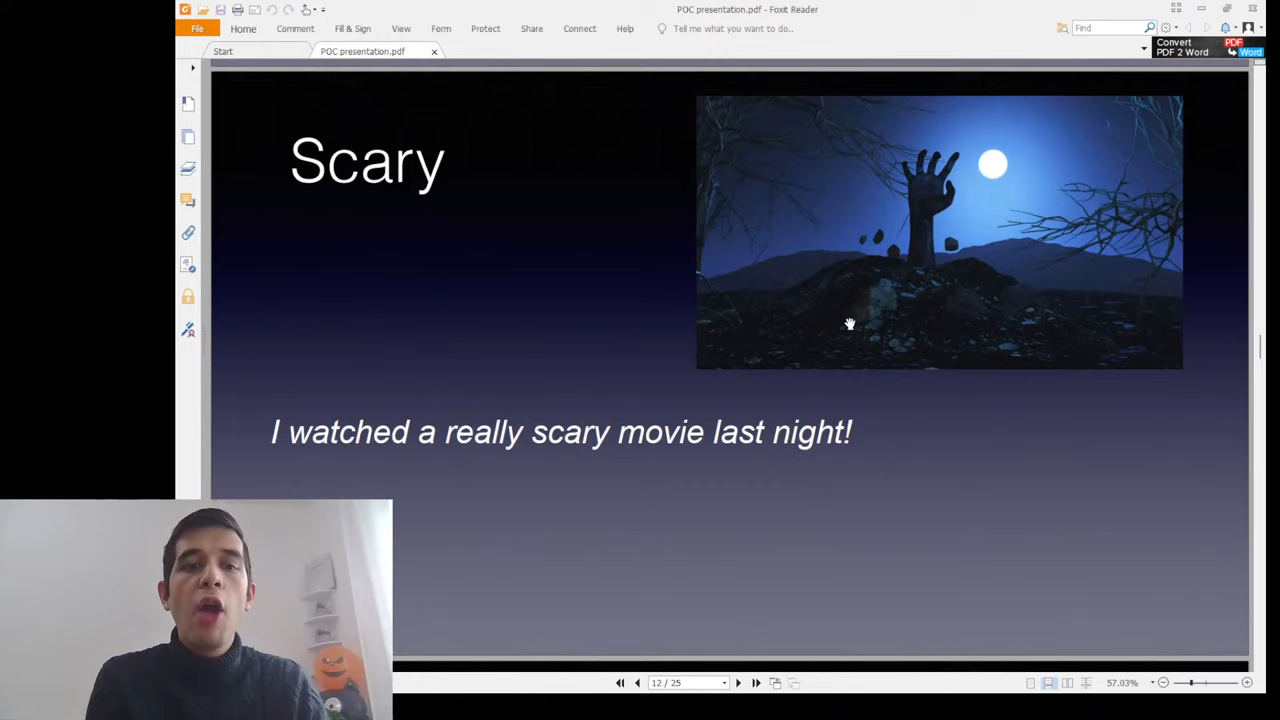 POC presentation.pdf - Foxit Reader
File Home Comment Fill & Sign View Form Protect Share Connect Help Tell me what you want to do.. Find
Start POC presentation.pdf
Convert PDF
PDF 2 Word Word
Scary
I watched a really scary movie last night!
12 / 25 57.03%